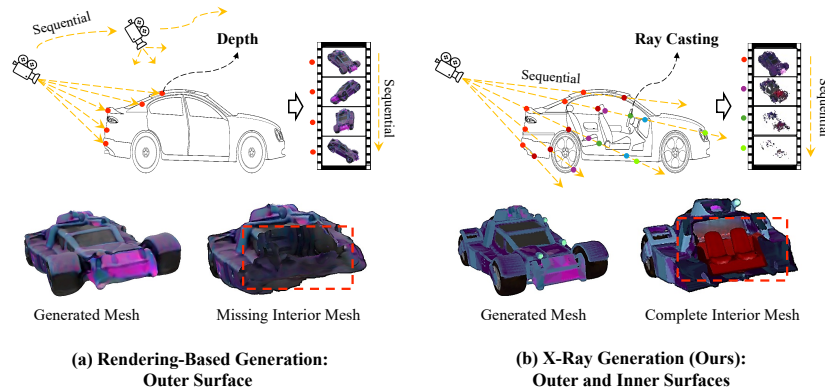 Sequential
Depth
Sequential
Generated Mesh
Missing Interior Mesh
(a) Rendering-Based Generation:
Outer Surface
Ray Casting
Sequential
Sequential
Generated Mesh
Complete Interior Mesh
(b) X-Ray Generation (Ours):
Outer and Inner Surfaces